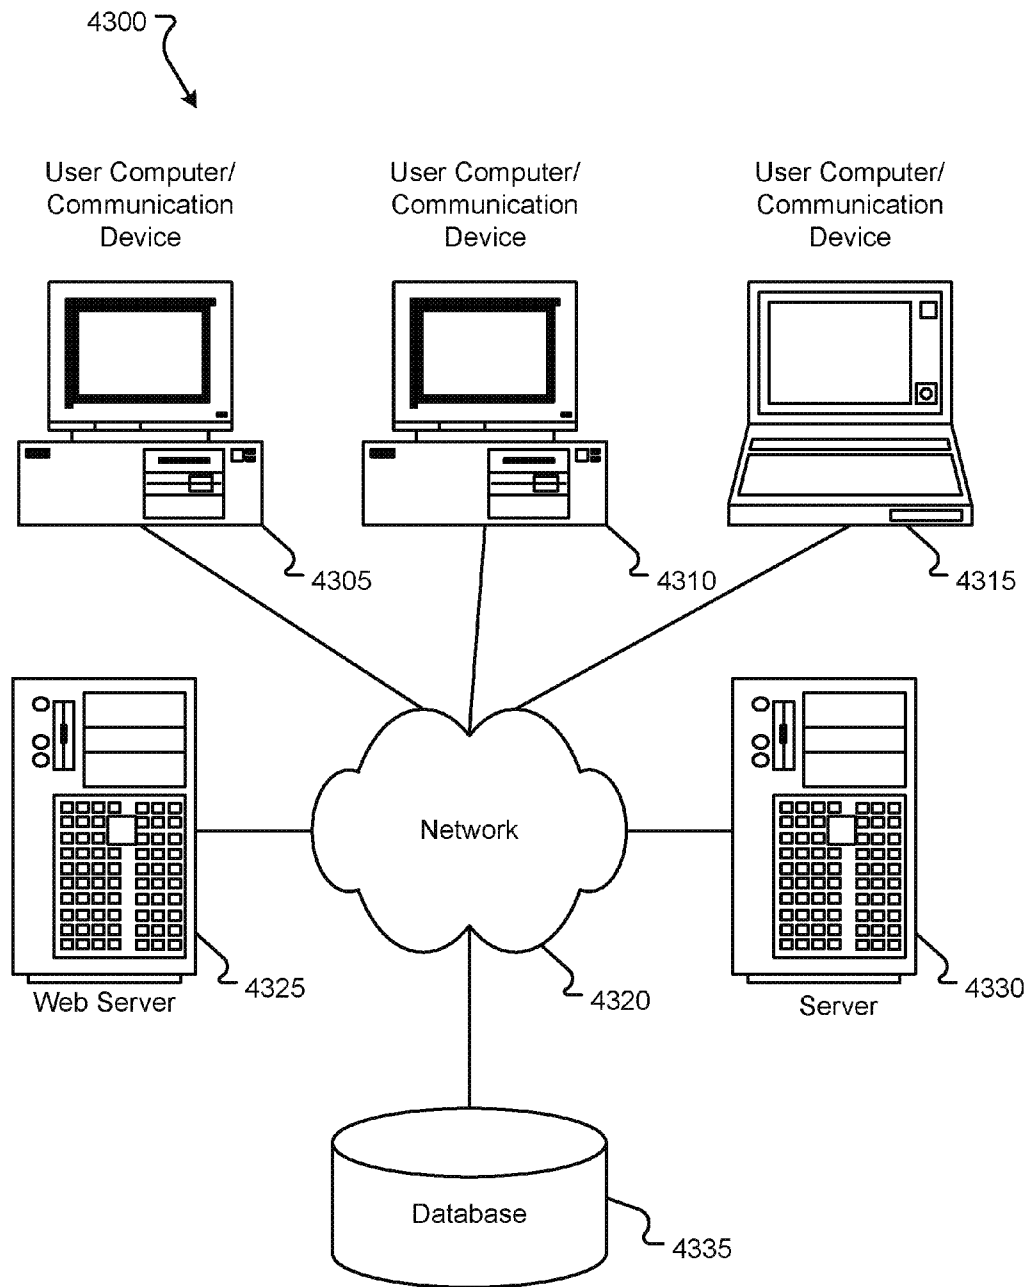 4300
User Computer/
Communication
Device
User Computer/
Communication
Device
User Computer/
Communication
Device
4305
4310
4315
Network
4325
4320
4330
Web Server
Server
Database
4335